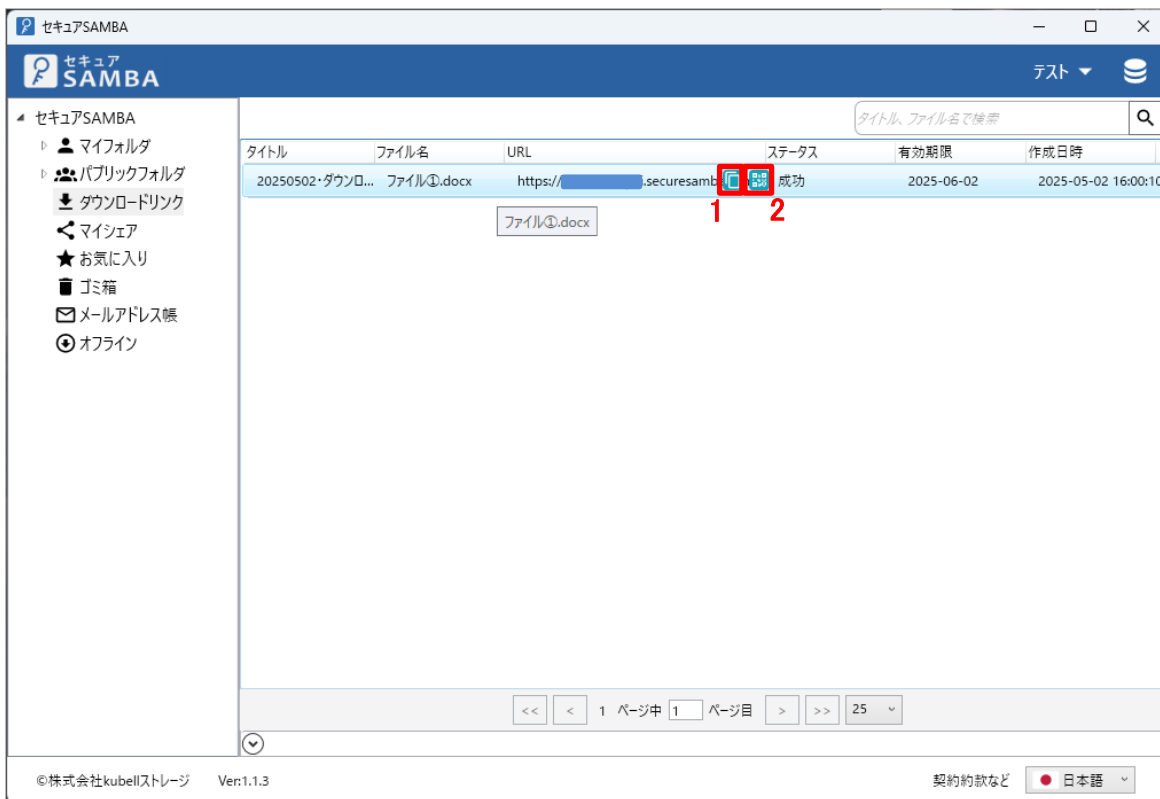 セキュアSAMBA
セキュア
SAMBA
テスト
セキュアSAMBA
マイフォルダ
パブリックフォルダ
ダウンロードリンク
マイシェア
お気に入り
ゴミ箱
メールアドレス帳
オフライン
タイトル、ファイル名で検索
タイトル ファイル名 URL ステータス 有効期限 作成日時
20250502・ダウンロ... ファイル①.docx https:// .securesamb 成功 2025-06-02 2025-05-02 16:00:10
1 2
ファイル①.docx
<< < 1 ページ中 1 ページ目 > >> 25
©株式会社kubellストレージ Ver:1.1.3 契約約款など 日本語